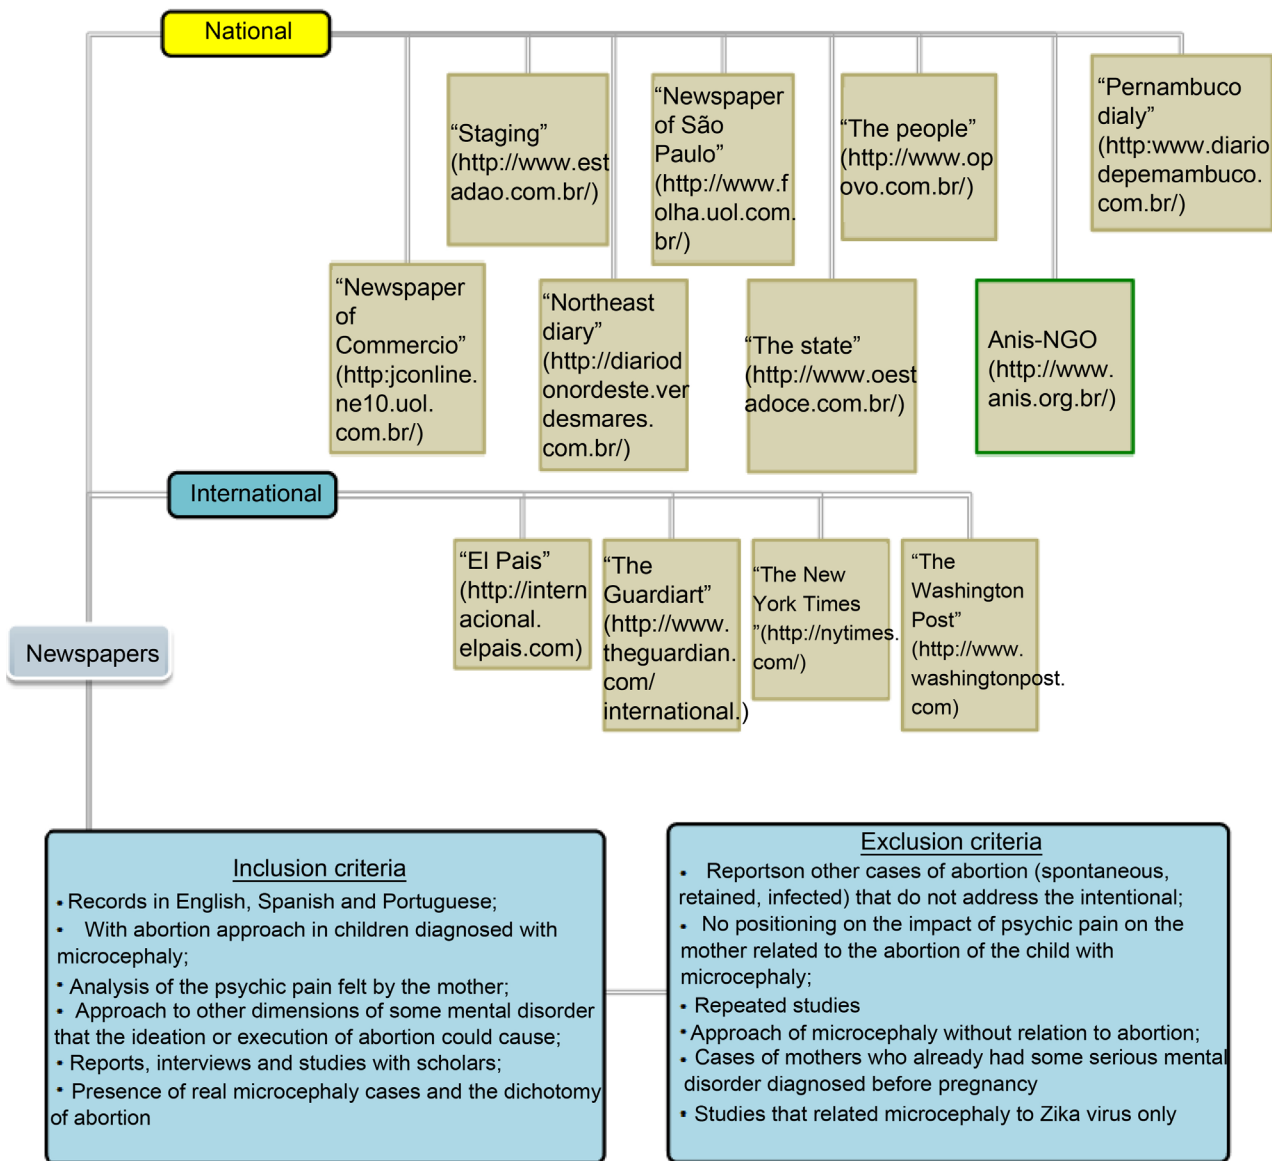 National
“Staging”
(http://www.est
adao.com.br/)
“Newspaper
of São
Paulo”
(http://www.f
olha.uol.com.
br/)
“The people”
(http://www.op
ovo.com.br/)
“Pernambuco
dialy”
(http:www.diario
depemambuco.
com.br/)
“Newspaper
of
Commercio”
(http:jconline.
ne10.uol.
com.br/)
“Northeast
diary”
(http://diariod
onordeste.ver
desmares.
com.br/)
“The state”
(http://www.oest
adoce.com.br/)
Anis-NGO
(http://www.
anis.org.br/)
International
“El Pais”
(http://intern
acional.
elpais.com)
“The
Guardiart”
(http://www.
theguardian.
com/
international.)
“The New
York Times
”(http://nytimes.
com/)
“The
Washington
Post”
(http://www.
washingtonpost.
com)
Newspapers
Inclusion criteria
• Records in English, Spanish and Portuguese;
• With abortion approach in children diagnosed with
microcephaly;
• Analysis of the psychic pain felt by the mother;
• Approach to other dimensions of some mental disorder
that the ideation or execution of abortion could cause;
• Reports, interviews and studies with scholars;
• Presence of real microcephaly cases and the dichotomy
of abortion
Exclusion criteria
• Reportson other cases of abortion (spontaneous,
retained, infected) that do not address the intentional;
• No positioning on the impact of psychic pain on the
mother related to the abortion of the child with
microcephaly;
• Repeated studies
• Approach of microcephaly without relation to abortion;
• Cases of mothers who already had some serious mental
disorder diagnosed before pregnancy
• Studies that related microcephaly to Zika virus only